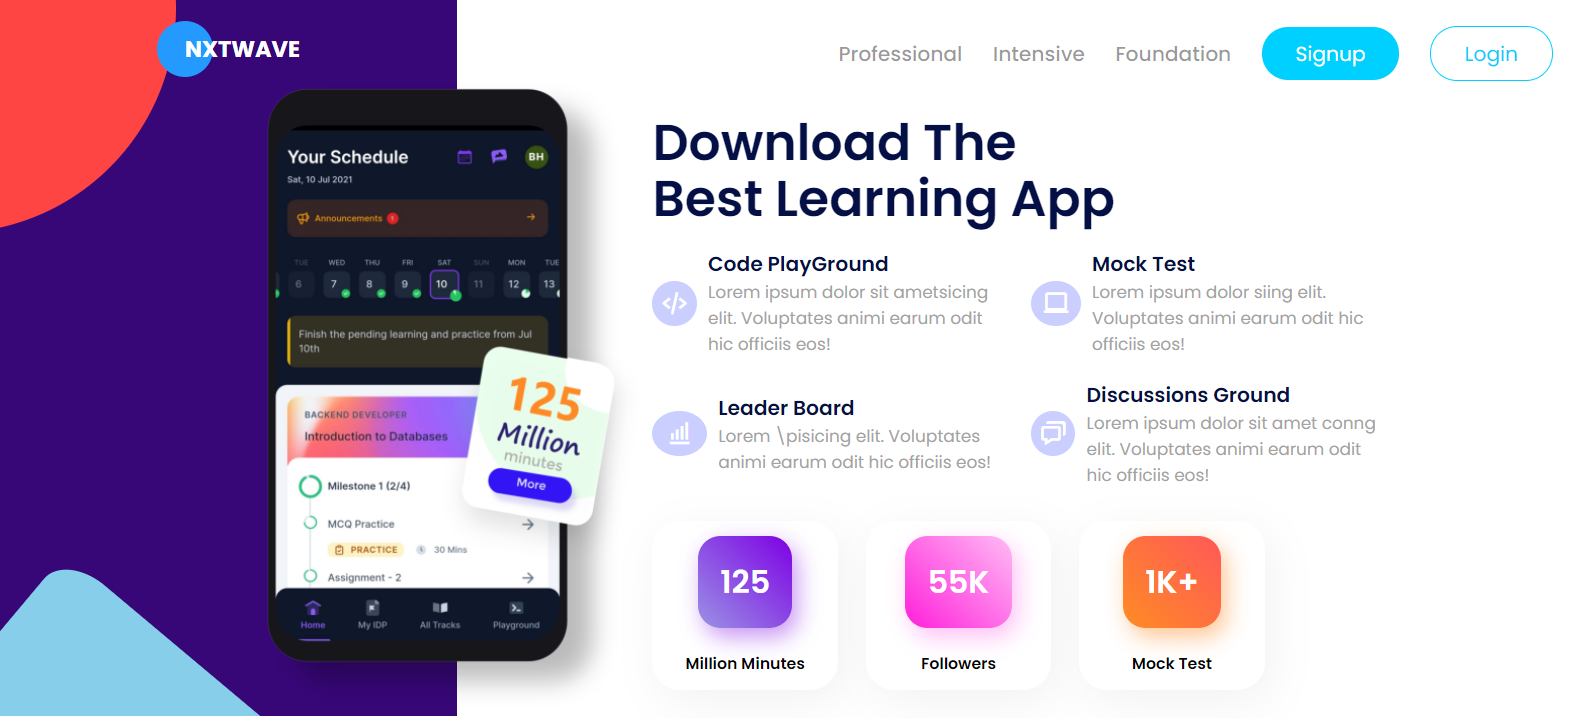 NXTWAVE
Professional Intensive Foundation Signup Login
Your Schedule
BH
Sat, 10 Jul 2021
Announcements
TUE WED THU FRI SAT SUN MON TUE
6 7 8 9 10 11 12 13
Finish the pending learning and practice from Jul
10th
BACKEND DEVELOPER
Introduction to Databases
Milestone 1 (2/4)
MCQ Practice
PRACTICE 30 Mins
Assignment - 2
Home My IDP All Tracks Playground
125
Million
minutes
More
Download The
Best Learning App
Code PlayGround
Lorem ipsum dolor sit ametsicing
elit. Voluptates animi earum odit
hic officiis eos!
Mock Test
Lorem ipsum dolor siing elit.
Voluptates animi earum odit hic
officiis eos!
Leader Board
Lorem \pisicing elit. Voluptates
animi earum odit hic officiis eos!
Discussions Ground
Lorem ipsum dolor sit amet conng
elit. Voluptates animi earum odit
hic officiis eos!
125
Million Minutes
55K
Followers
1K+
Mock Test